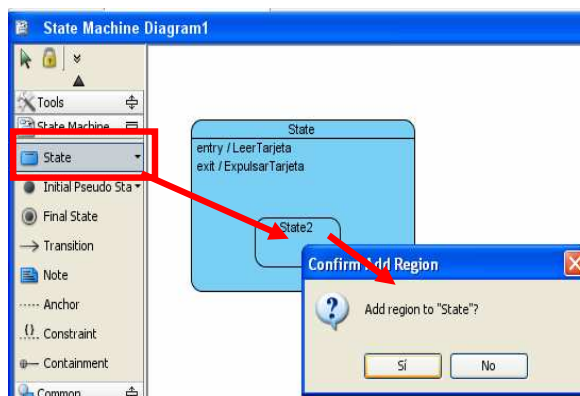 State Machine Diagram1
Tools
State Machine
State
Initial Pseudo Sta
Final State
Transition
Note
Anchor
{} Constraint
Containment
Common
State
entry / LeerTarjeta
exit / ExpulsarTarjeta
State2
Confirm Add Region
Add region to "State"?
Sí
No